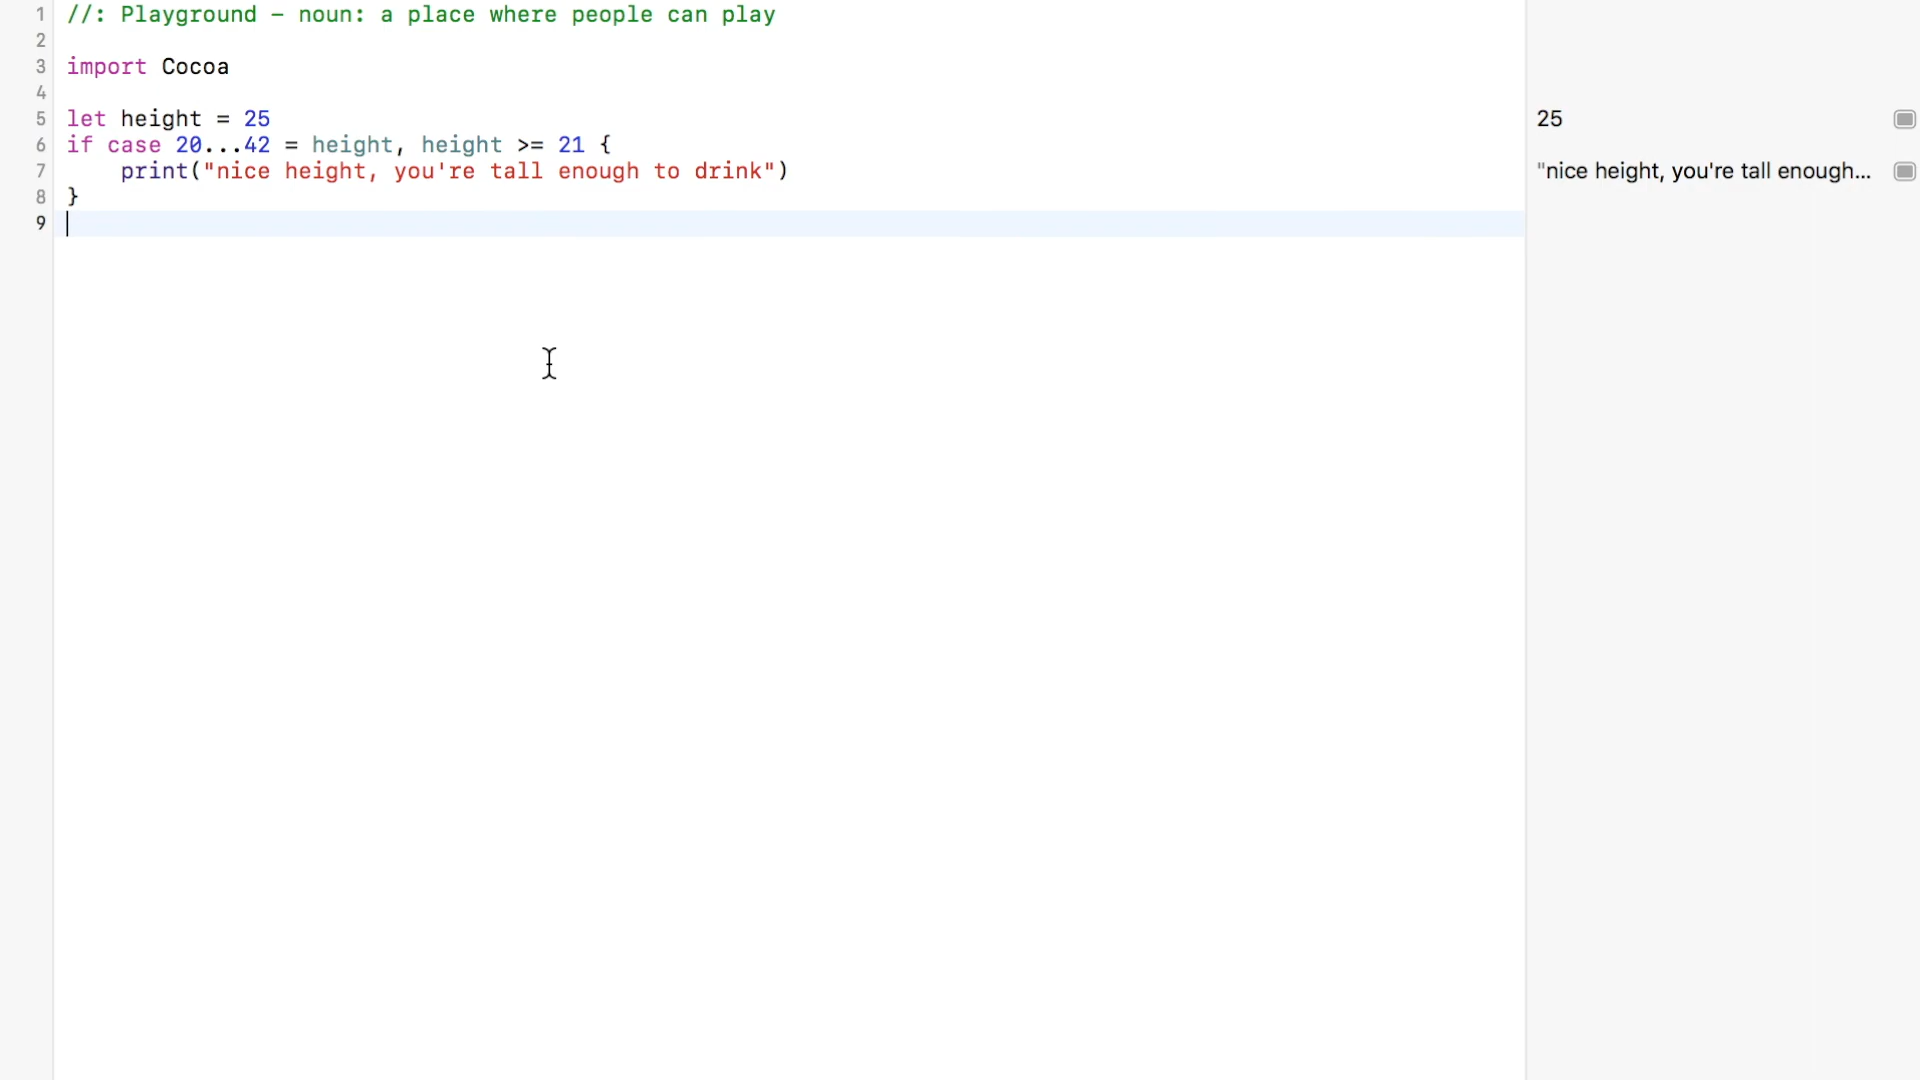 1 //: Playground - noun: a place where people can play
2
3 import Cocoa
4
5 let height = 25
25
6 if case 20...42 = height, height >= 21 {
7     print("nice height, you're tall enough to drink")
"nice height, you're tall enough...
8 }
9